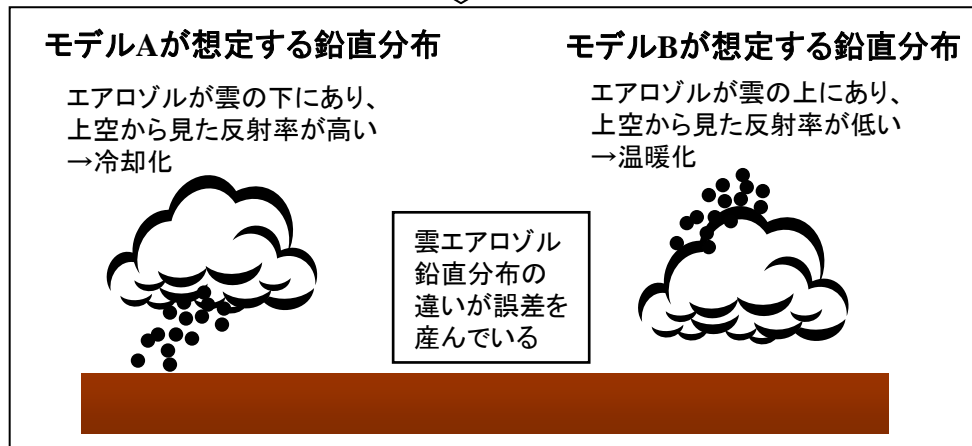 モデルAが想定する鉛直分布
エアロゾルが雲の下にあり、
上空から見た反射率が高い
→冷却化
モデルBが想定する鉛直分布
エアロゾルが雲の上にあり、
上空から見た反射率が低い
→温暖化
雲エアロゾル
鉛直分布の
違いが誤差を
産んでいる